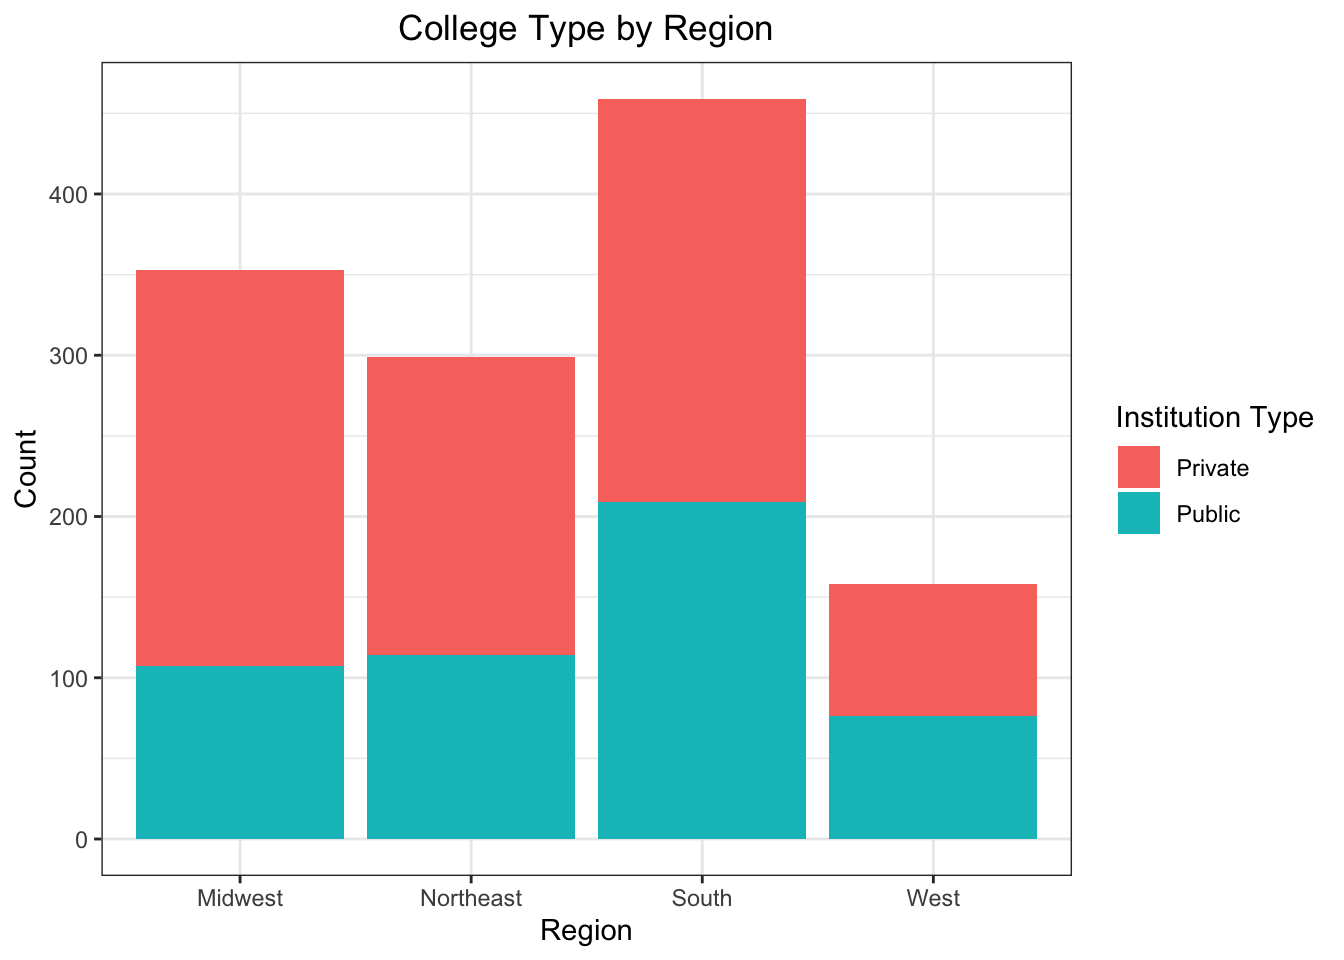 College Type by Region
Count
400
300
200
100
0
Midwest
Northeast
South
West
Region
Institution Type
Private
Public